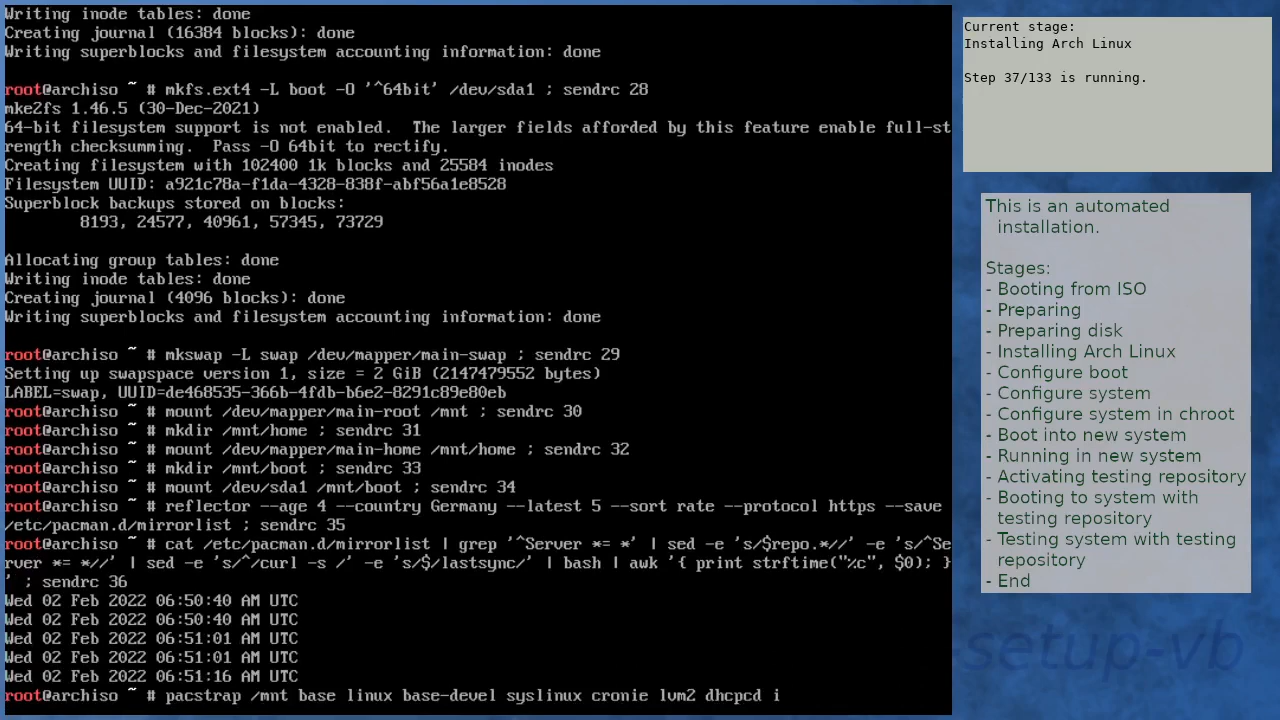 Writing inode tables: done
Creating journal (16384 blocks): done
Writing superblocks and filesystem accounting information: done
root@archiso ~ # mkfs.ext4 -L boot -O '^64bit' /dev/sda1 ; sendrc 28
mke2fs 1.46.5 (30-Dec-2021)
64-bit filesystem support is not enabled.  The larger fields afforded by this feature enable full-st
rength checksumming.  Pass -O 64bit to rectify.
Creating filesystem with 102400 1k blocks and 25584 inodes
Filesystem UUID: a921c78a-f1da-4328-838f-abf56a1e8528
Superblock backups stored on blocks:
        8193, 24577, 40961, 57345, 73729
Allocating group tables: done
Writing inode tables: done
Creating journal (4096 blocks): done
Writing superblocks and filesystem accounting information: done
root@archiso ~ # mkswap -L swap /dev/mapper/main-swap ; sendrc 29
Setting up swapspace version 1, size = 2 GiB (2147479552 bytes)
LABEL=swap, UUID=de468535-366b-4fdb-b6e2-8291c89e80eb
root@archiso ~ # mount /dev/mapper/main-root /mnt ; sendrc 30
root@archiso ~ # mkdir /mnt/home ; sendrc 31
root@archiso ~ # mount /dev/mapper/main-home /mnt/home ; sendrc 32
root@archiso ~ # mkdir /mnt/boot ; sendrc 33
root@archiso ~ # mount /dev/sda1 /mnt/boot ; sendrc 34
root@archiso ~ # reflector --age 4 --country Germany --latest 5 --sort rate --protocol https --save
/etc/pacman.d/mirrorlist ; sendrc 35
root@archiso ~ # cat /etc/pacman.d/mirrorlist | grep '^Server *= *' | sed -e 's/$repo.*//' -e 's/^Se
rver *= *//' | sed -e 's/^/curl -s /' -e 's/$/lastsync/' | bash | awk '{ print strftime("%c", $0); }
' ; sendrc 36
Wed 02 Feb 2022 06:50:40 AM UTC
Wed 02 Feb 2022 06:50:40 AM UTC
Wed 02 Feb 2022 06:51:01 AM UTC
Wed 02 Feb 2022 06:51:01 AM UTC
Wed 02 Feb 2022 06:51:16 AM UTC
root@archiso ~ # pacstrap /mnt base linux base-devel syslinux cronie lvm2 dhcpcd i
Current stage:
Installing Arch Linux
Step 37/133 is running.
This is an automated
installation.
Stages:
- Booting from ISO
- Preparing
- Preparing disk
- Installing Arch Linux
- Configure boot
- Configure system
- Configure system in chroot
- Boot into new system
- Running in new system
- Activating testing repository
- Booting to system with
testing repository
- Testing system with testing
repository
- End
-setup-vb